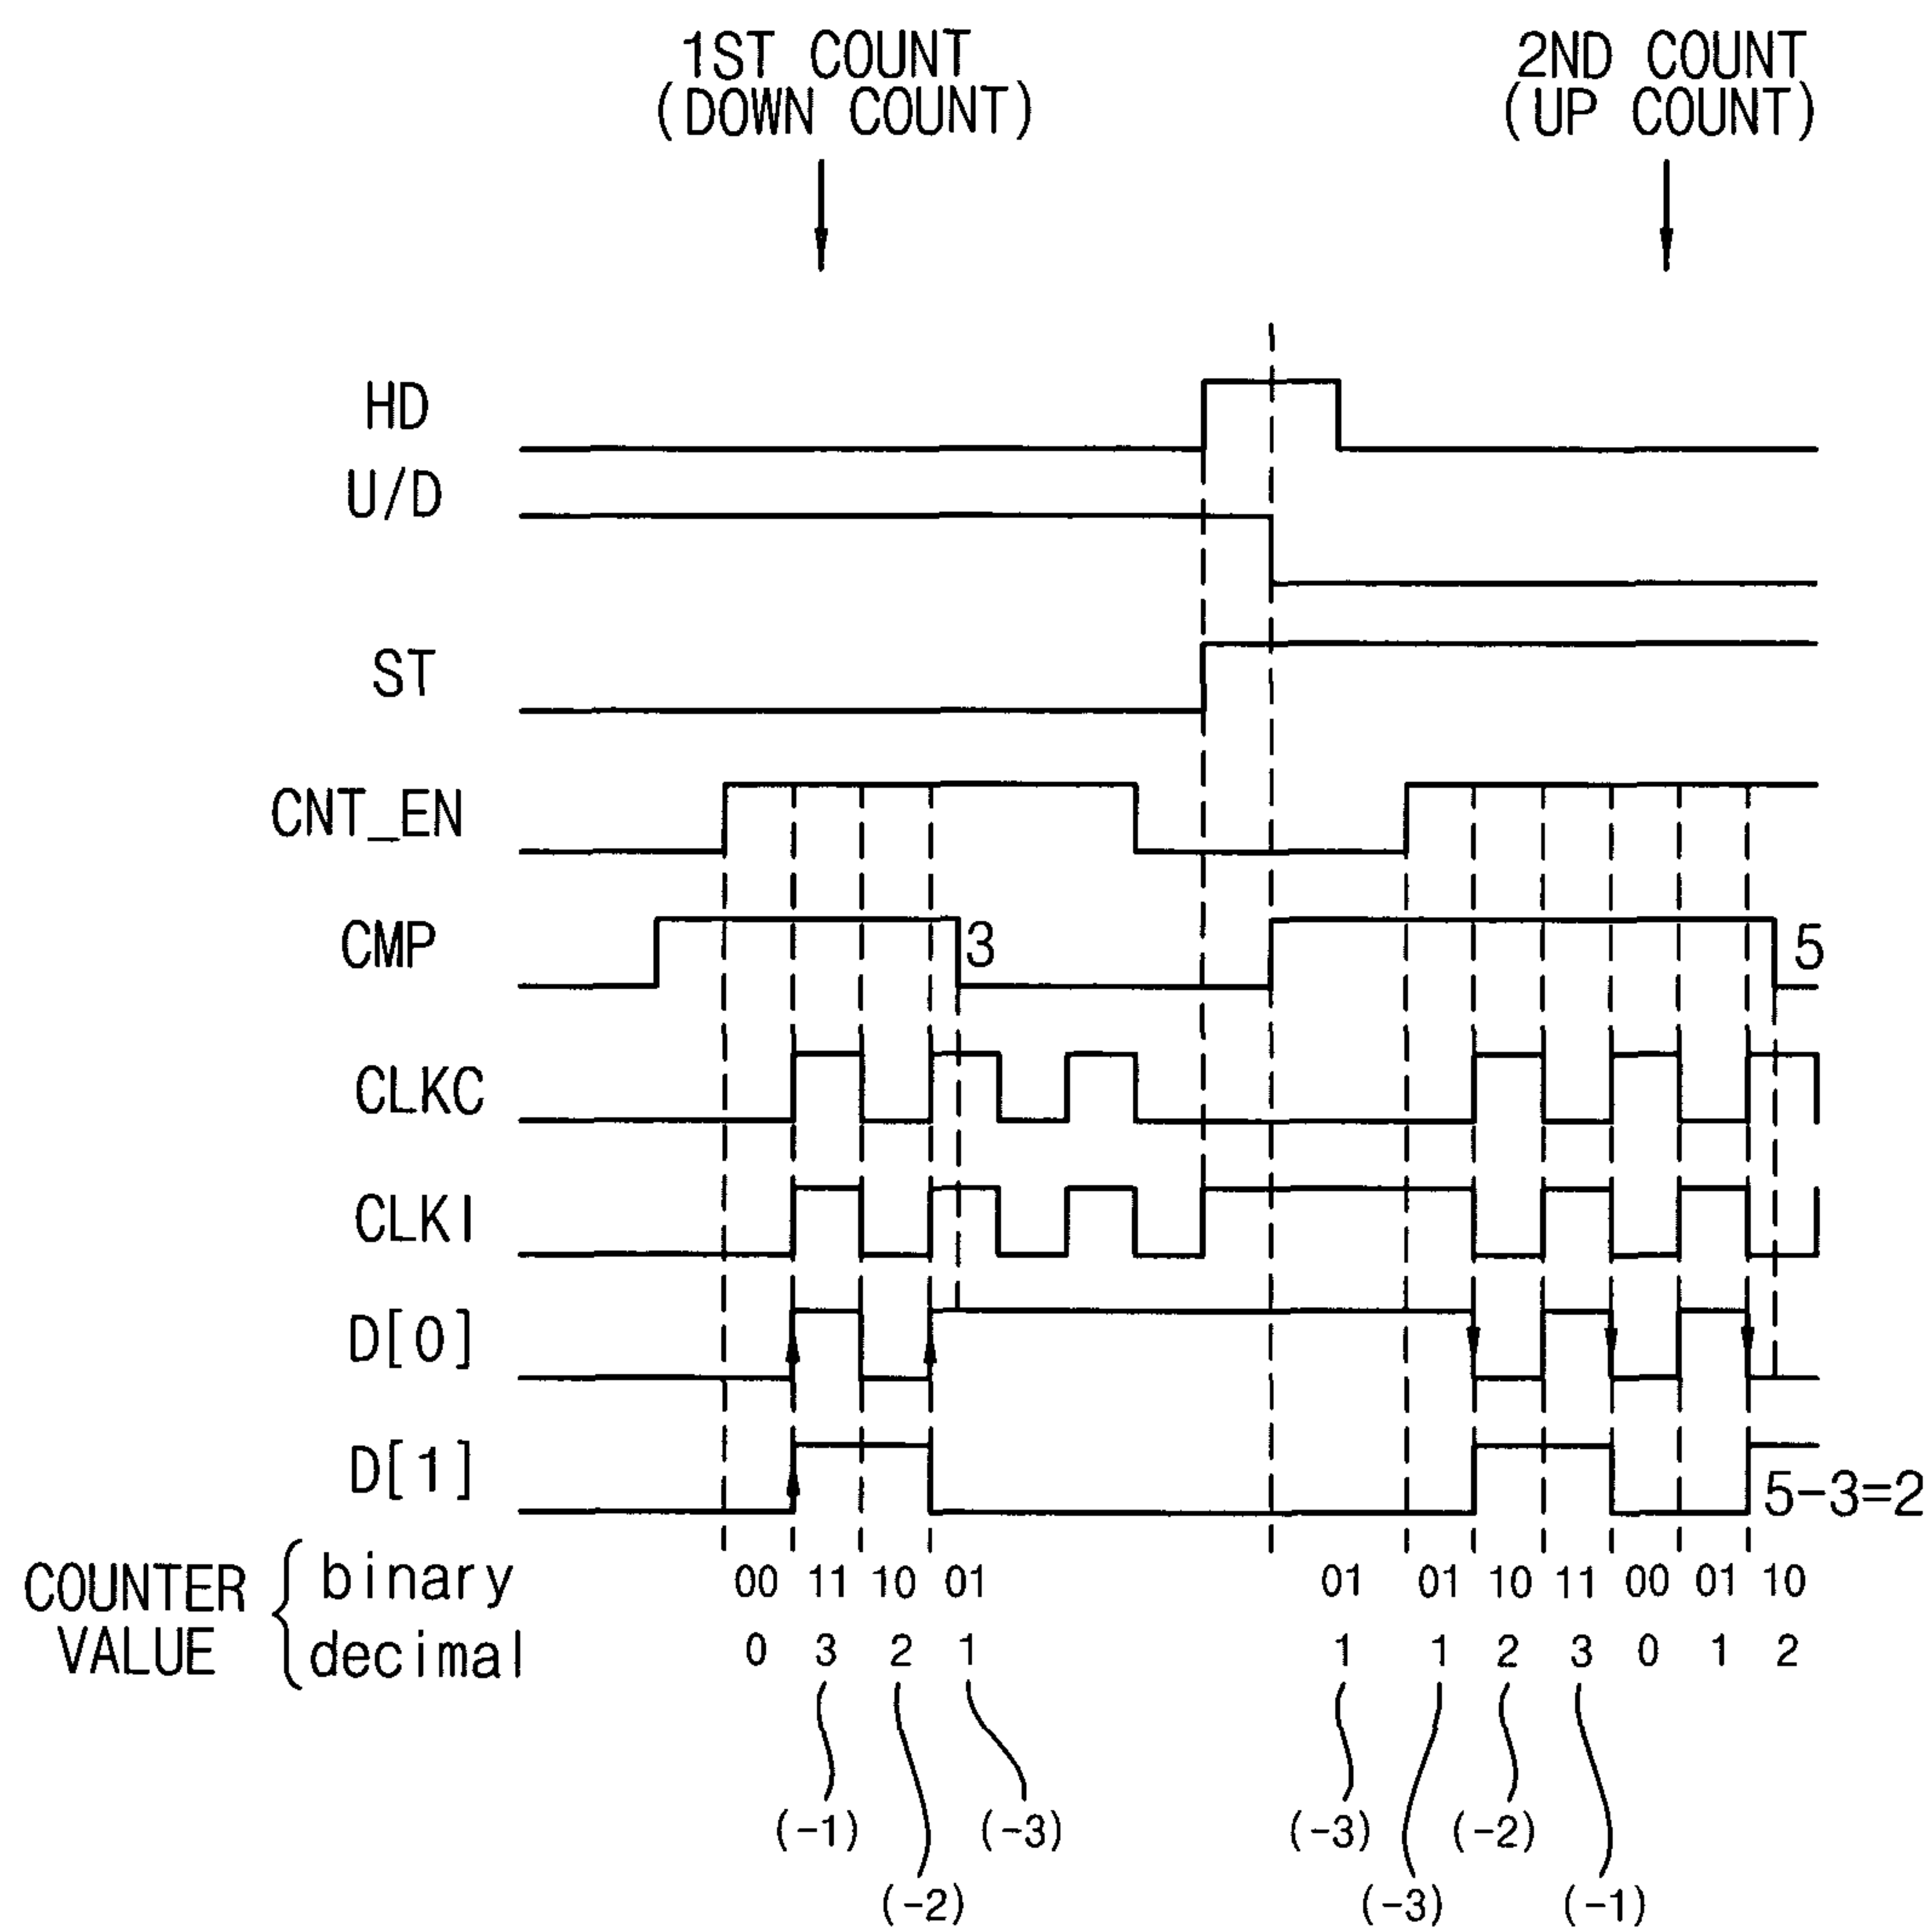 1ST COUNT
(DOWN COUNT)
2ND COUNT
(UP COUNT)
HD
U/D
ST
CNT_EN
CMP
3
5
CLKC
CLKI
D[0]
D[1]
5-3=2
COUNTER
VALUE
binary
00 11 10 01 01 01 10 11 00 01 10
decimal
0 3 2 1 1 1 2 3 0 1 2
(-1) (-3) (-3) (-2)
(-2) (-3) (-1)